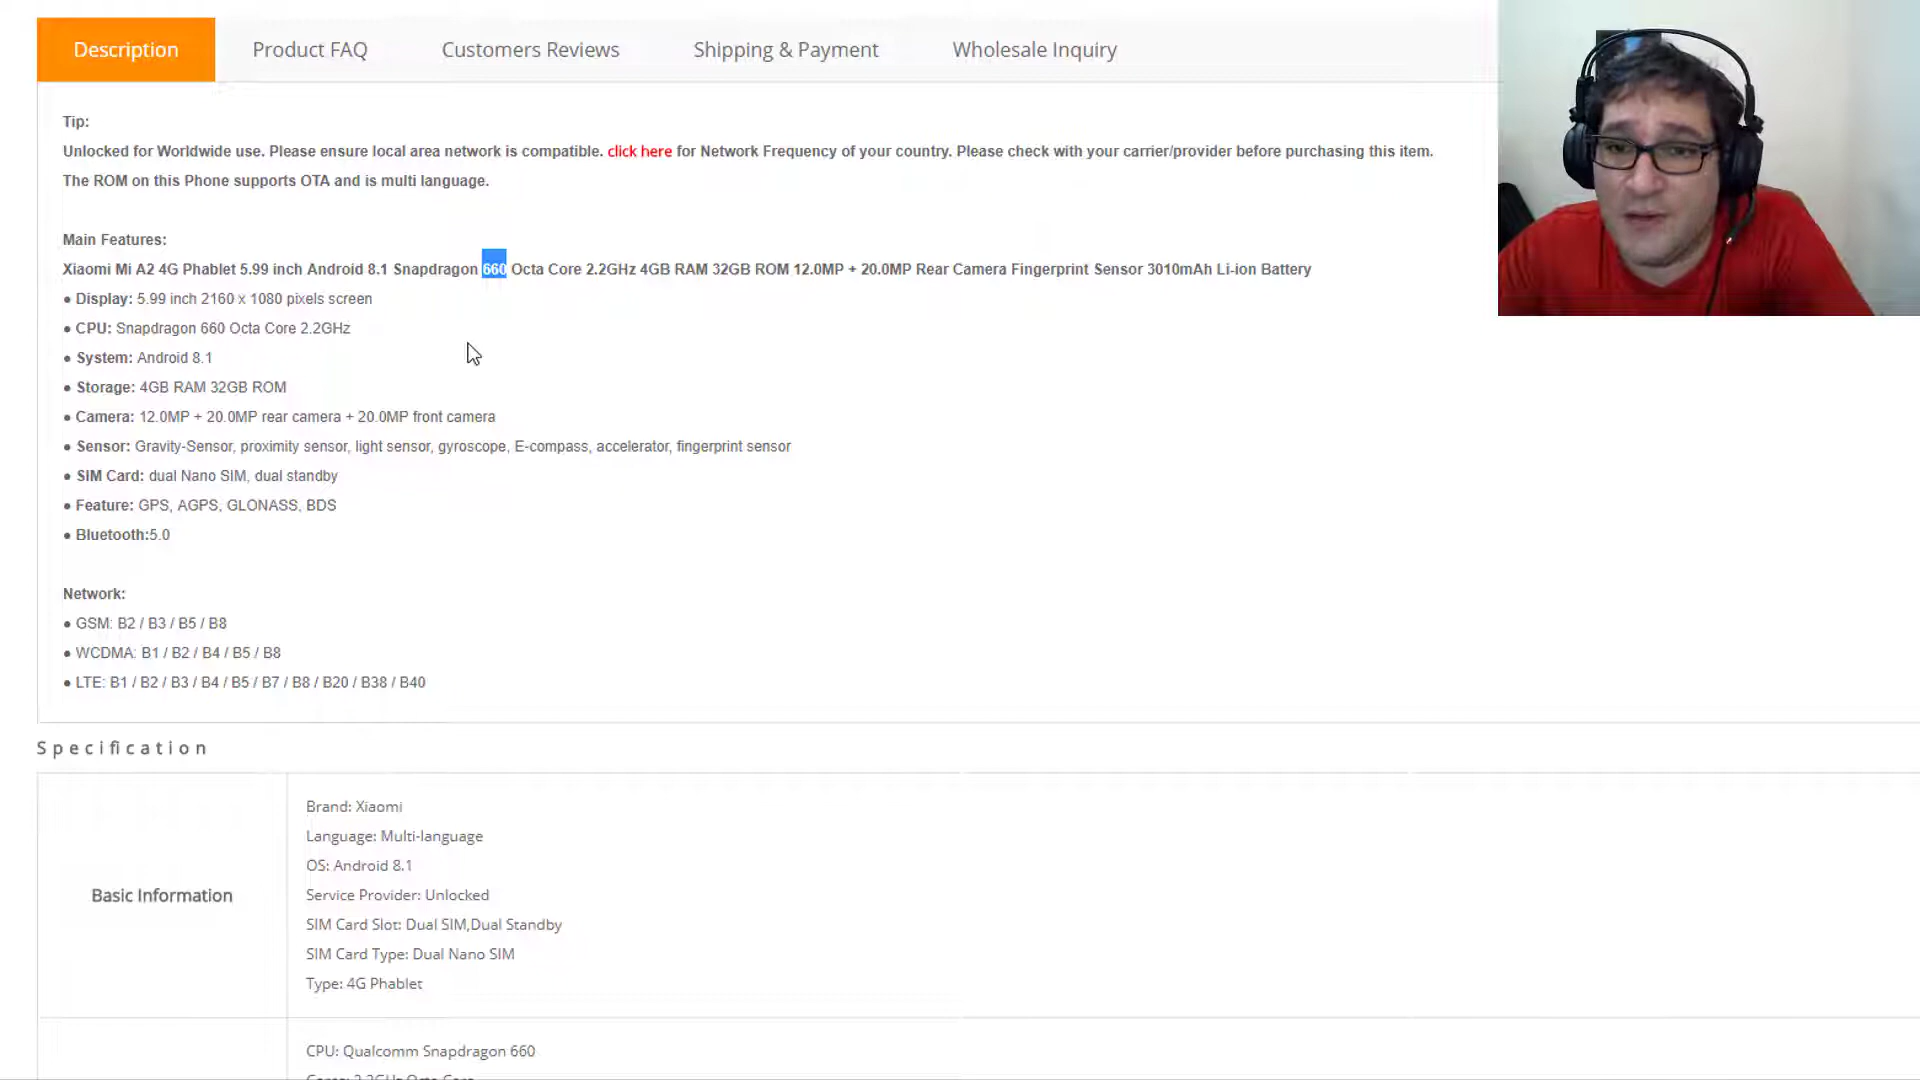 Description
Product FAQ
Customers Reviews
Shipping & Payment
Wholesale Inquiry
Tip:
Unlocked for Worldwide use. Please ensure local area network is compatible. click here for Network Frequency of your country. Please check with your carrier/provider before purchasing this item.
The ROM on this Phone supports OTA and is multi language.
Main Features:
Xiaomi Mi A2 4G Phablet 5.99 inch Android 8.1 Snapdragon 660 Octa Core 2.2GHz 4GB RAM 32GB ROM 12.0MP + 20.0MP Rear Camera Fingerprint Sensor 3010mAh Li-ion Battery
● Display: 5.99 inch 2160 x 1080 pixels screen
● CPU: Snapdragon 660 Octa Core 2.2GHz
● System: Android 8.1
● Storage: 4GB RAM 32GB ROM
● Camera: 12.0MP + 20.0MP rear camera + 20.0MP front camera
● Sensor: Gravity-Sensor, proximity sensor, light sensor, gyroscope, E-compass, accelerator, fingerprint sensor
● SIM Card: dual Nano SIM, dual standby
● Feature: GPS, AGPS, GLONASS, BDS
● Bluetooth:5.0
Network:
● GSM: B2 / B3 / B5 / B8
● WCDMA: B1 / B2 / B4 / B5 / B8
● LTE: B1 / B2 / B3 / B4 / B5 / B7 / B8 / B20 / B38 / B40
Specification
Basic Information
Brand: Xiaomi
Language: Multi-language
OS: Android 8.1
Service Provider: Unlocked
SIM Card Slot: Dual SIM,Dual Standby
SIM Card Type: Dual Nano SIM
Type: 4G Phablet
CPU: Qualcomm Snapdragon 660